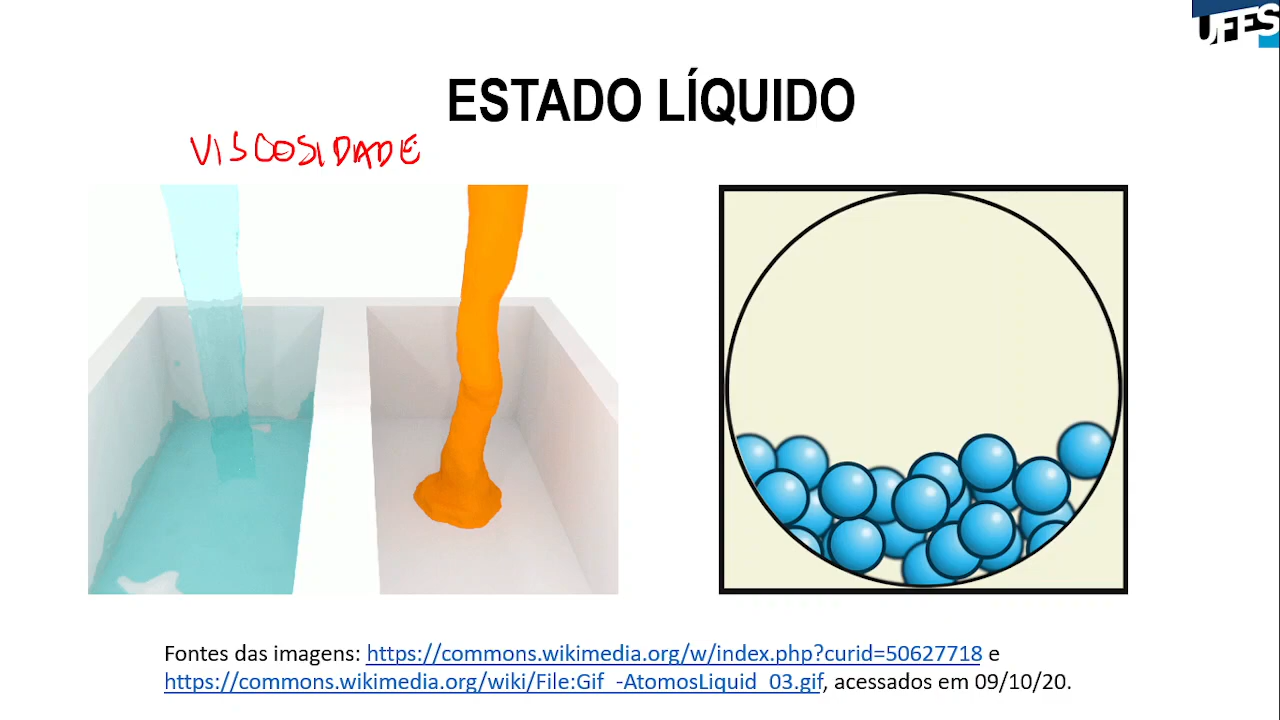 UFES
ESTADO LÍQUIDO
VISCOSIDADE
Fontes das imagens: https://commons.wikimedia.org/w/index.php?curid=50627718 e
https://commons.wikimedia.org/wiki/File:Gif_-AtomosLiquid_03.gif, acessados em 09/10/20.